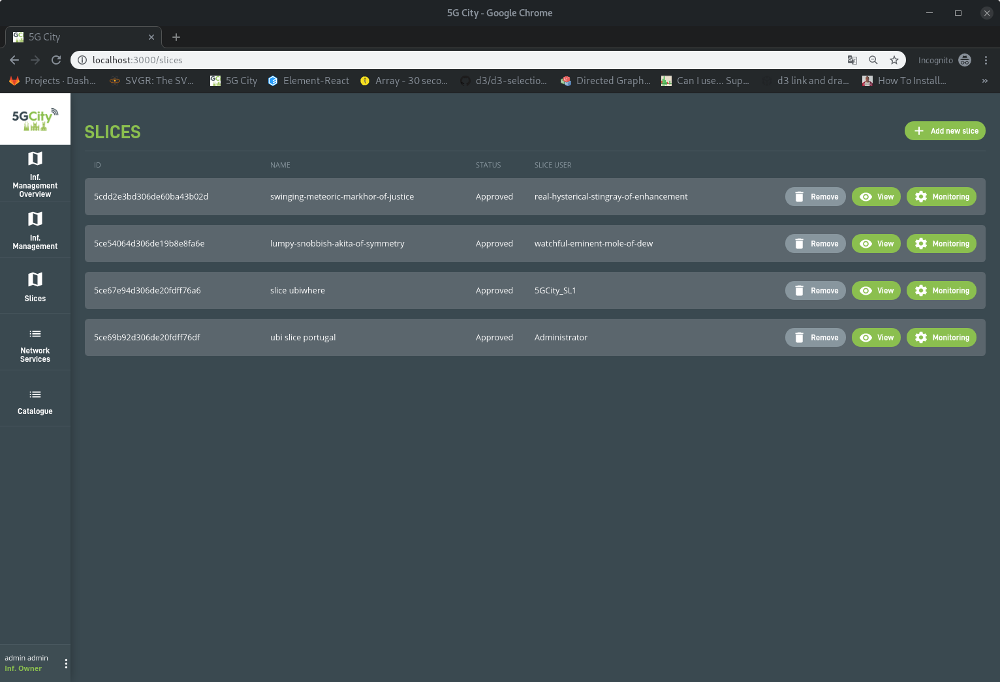 5G City - Google Chrome
5G City
localhost:3000/slices
Incognito
Projects · Dash...
SVGR: The SV...
5G City
Element-React
Array - 30 seco...
d3/d3-selectio...
Directed Graph...
Can I use... Sup...
d3 link and dra...
How To Install...
»
5GCity
Inf.
Management
Overview
Inf.
Management
Slices
Network
Services
Catalogue
admin admin
Inf. Owner
SLICES
Add new slice
ID NAME STATUS SLICE USER
5cdd2e3bd306de60ba43b02d swinging-meteoric-markhor-of-justice Approved real-hysterical-stingray-of-enhancement Remove View Monitoring
5ce54064d306de19b8e8fa6e lumpy-snobbish-akita-of-symmetry Approved watchful-eminent-mole-of-dew Remove View Monitoring
5ce67e94d306de20fdff76a6 slice ubiwhere Approved 5GCity_SL1 Remove View Monitoring
5ce69b92d306de20fdff76df ubi slice portugal Approved Administrator Remove View Monitoring